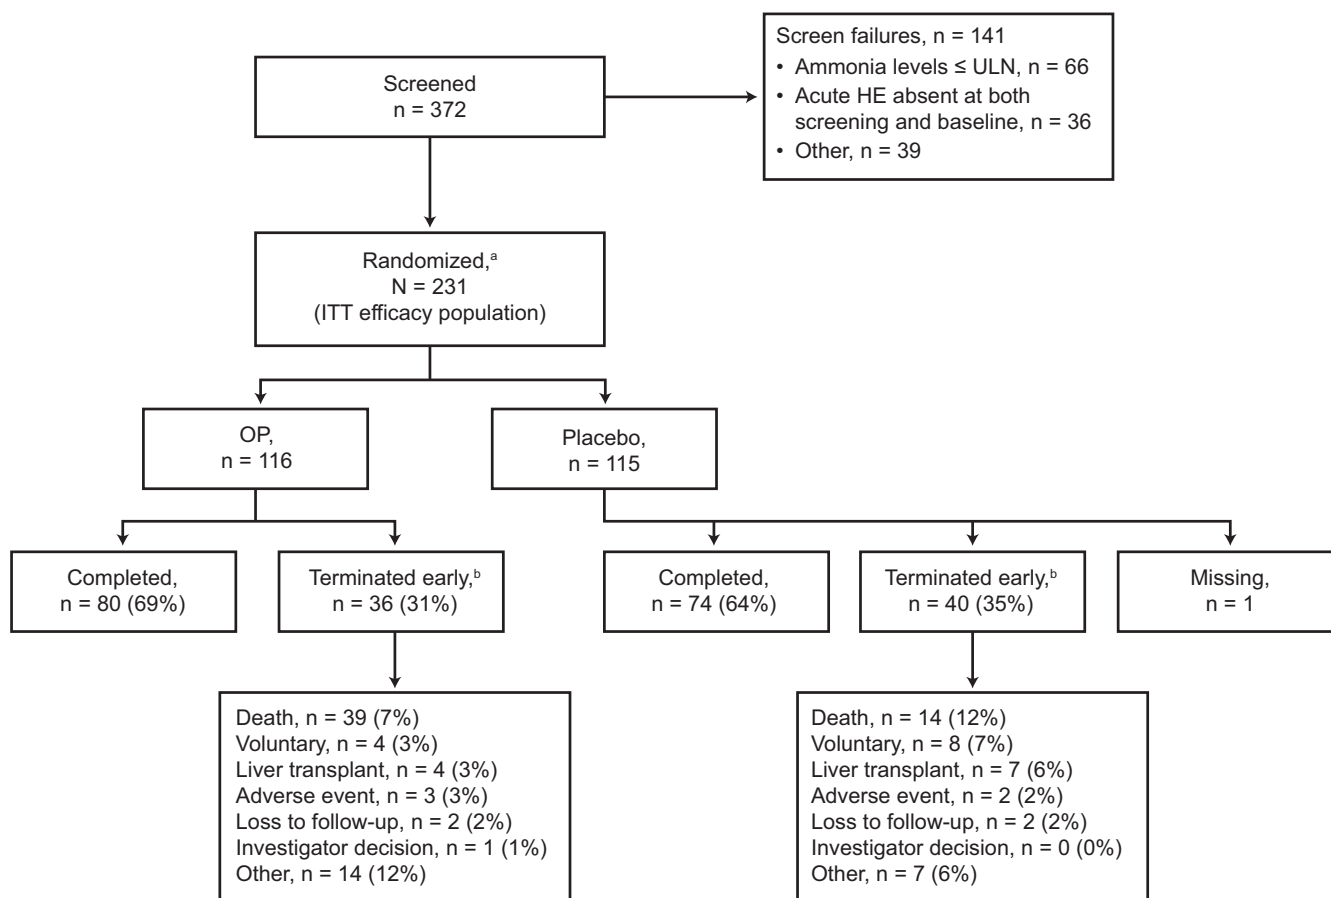 Screened
n = 372
Screen failures, n = 141
• Ammonia levels ≤ ULN, n = 66
• Acute HE absent at both
screening and baseline, n = 36
• Other, n = 39
Randomized,ᵃ
N = 231
(ITT efficacy population)
OP,
n = 116
Placebo,
n = 115
Completed,
n = 80 (69%)
Terminated early,ᵇ
n = 36 (31%)
Completed,
n = 74 (64%)
Terminated early,ᵇ
n = 40 (35%)
Missing,
n = 1
Death, n = 39 (7%)
Voluntary, n = 4 (3%)
Liver transplant, n = 4 (3%)
Adverse event, n = 3 (3%)
Loss to follow-up, n = 2 (2%)
Investigator decision, n = 1 (1%)
Other, n = 14 (12%)
Death, n = 14 (12%)
Voluntary, n = 8 (7%)
Liver transplant, n = 7 (6%)
Adverse event, n = 2 (2%)
Loss to follow-up, n = 2 (2%)
Investigator decision, n = 0 (0%)
Other, n = 7 (6%)